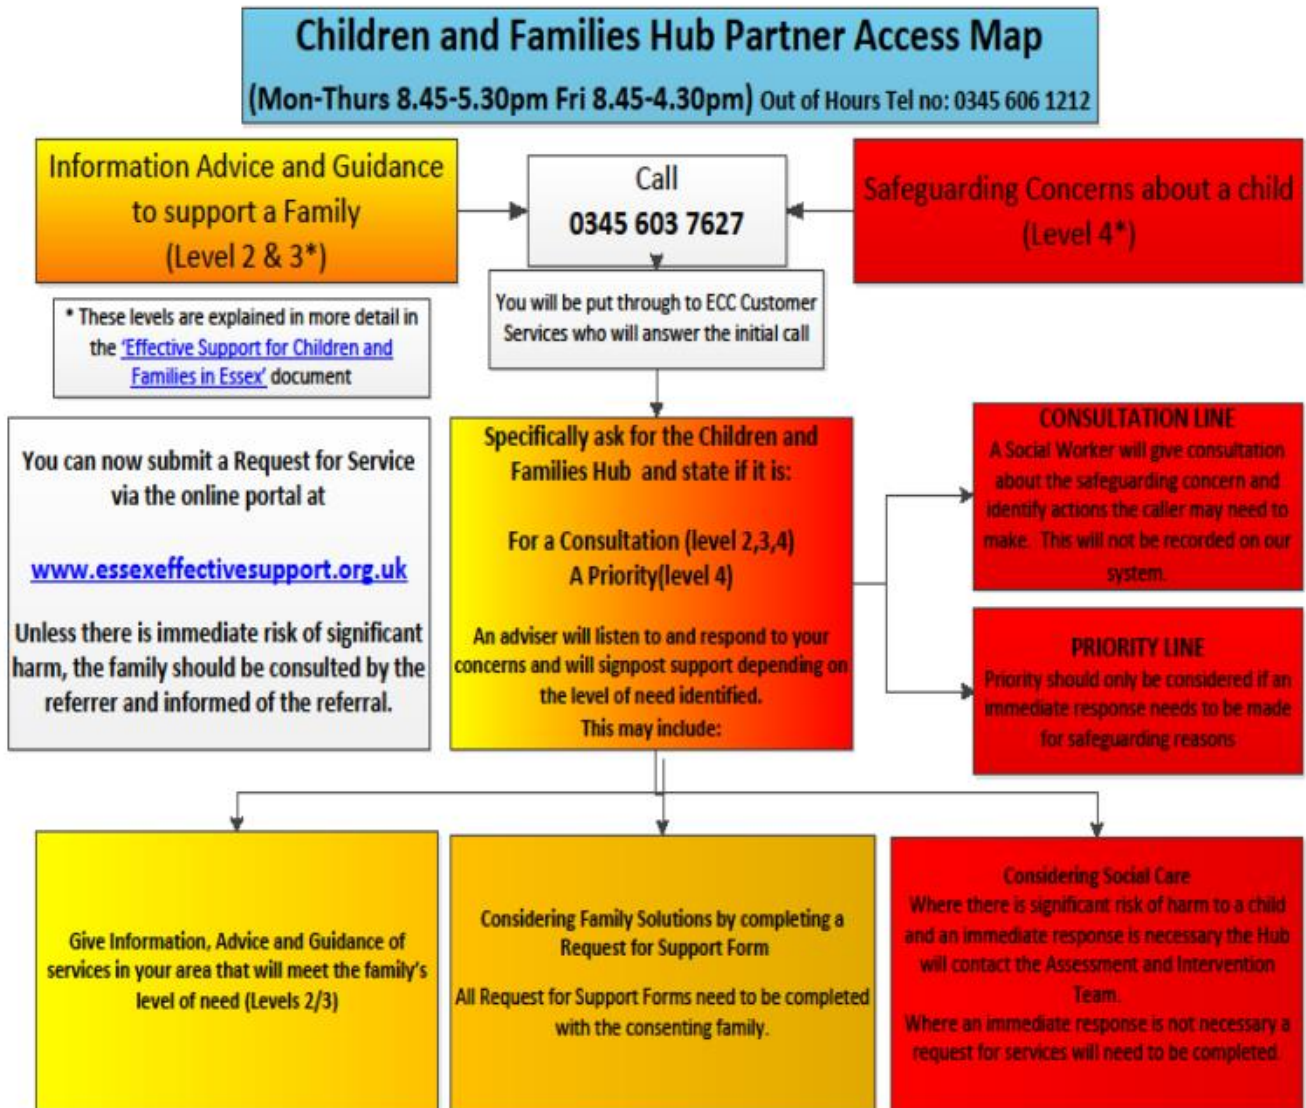 Children and Families Hub Partner Access Map
(Mon-Thurs 8.45-5.30pm Fri 8.45-4.30pm) Out of Hours Tel no: 0345 606 1212
Information Advice and Guidance
to support a Family
(Level 2 & 3*)
Call
0345 603 7627
Safeguarding Concerns about a child
(Level 4*)
* These levels are explained in more detail in
the 'Effective Support for Children and
Families in Essex' document
You will be put through to ECC Customer
Services who will answer the initial call
You can now submit a Request for Service
via the online portal at
www.essexeffectivesupport.org.uk
Unless there is immediate risk of significant
harm, the family should be consulted by the
referrer and informed of the referral.
Specifically ask for the Children and
Families Hub and state if it is:
For a Consultation (level 2,3,4)
A Priority(level 4)
An adviser will listen to and respond to your
concerns and will signpost support depending on
the level of need identified.
This may include:
CONSULTATION LINE
A Social Worker will give consultation
about the safeguarding concern and
identify actions the caller may need to
make. This will not be recorded on our
system.
PRIORITY LINE
Priority should only be considered if an
immediate response needs to be made
for safeguarding reasons
Give Information, Advice and Guidance of
services in your area that will meet the family's
level of need (Levels 2/3)
Considering Family Solutions by completing a
Request for Support Form
All Request for Support Forms need to be completed
with the consenting family.
Considering Social Care
Where there is significant risk of harm to a child
and an immediate response is necessary the Hub
will contact the Assessment and Intervention
Team.
Where an immediate response is not necessary a
request for services will need to be completed.